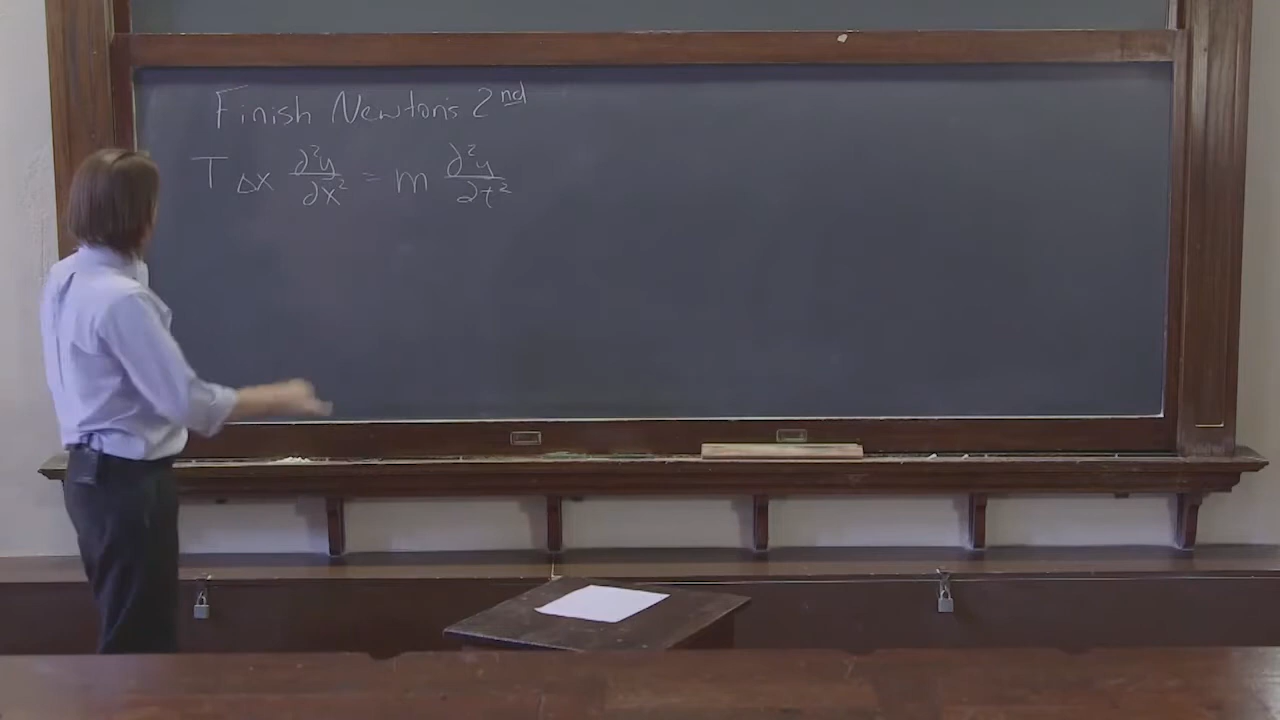 Finish Newton's 2nd
T Δx ∂²y/∂x² = m ∂²y/∂t²